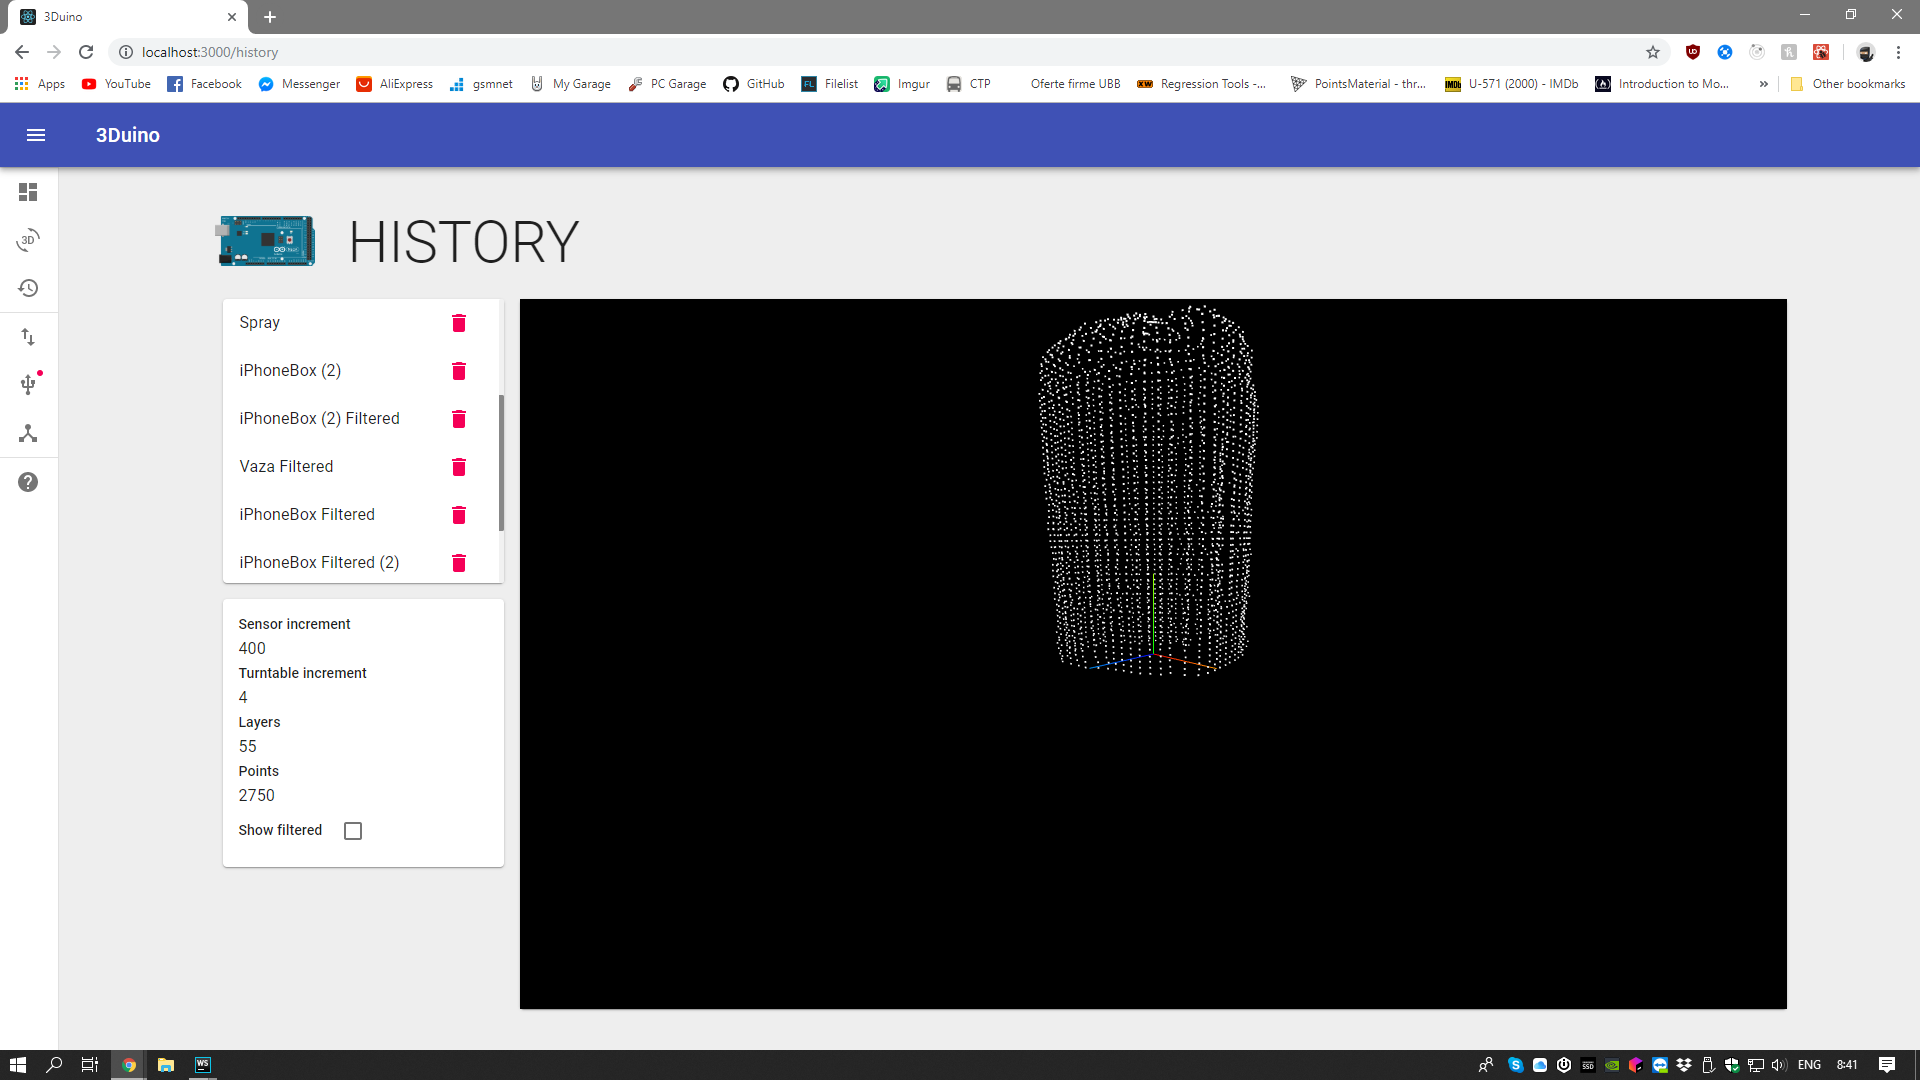 3Duino
localhost:3000/history
Apps YouTube Facebook Messenger AliExpress gsmnet My Garage PC Garage GitHub Filelist Imgur CTP Oferte firme UBB Regression Tools -... PointsMaterial - thr... U-571 (2000) - IMDb Introduction to Mo... » Other bookmarks
3Duino
3D
HISTORY
Spray
iPhoneBox (2)
iPhoneBox (2) Filtered
Vaza Filtered
iPhoneBox Filtered
iPhoneBox Filtered (2)
Sensor increment
400
Turntable increment
4
Layers
55
Points
2750
Show filtered
WS
SSD
ENG 8:41